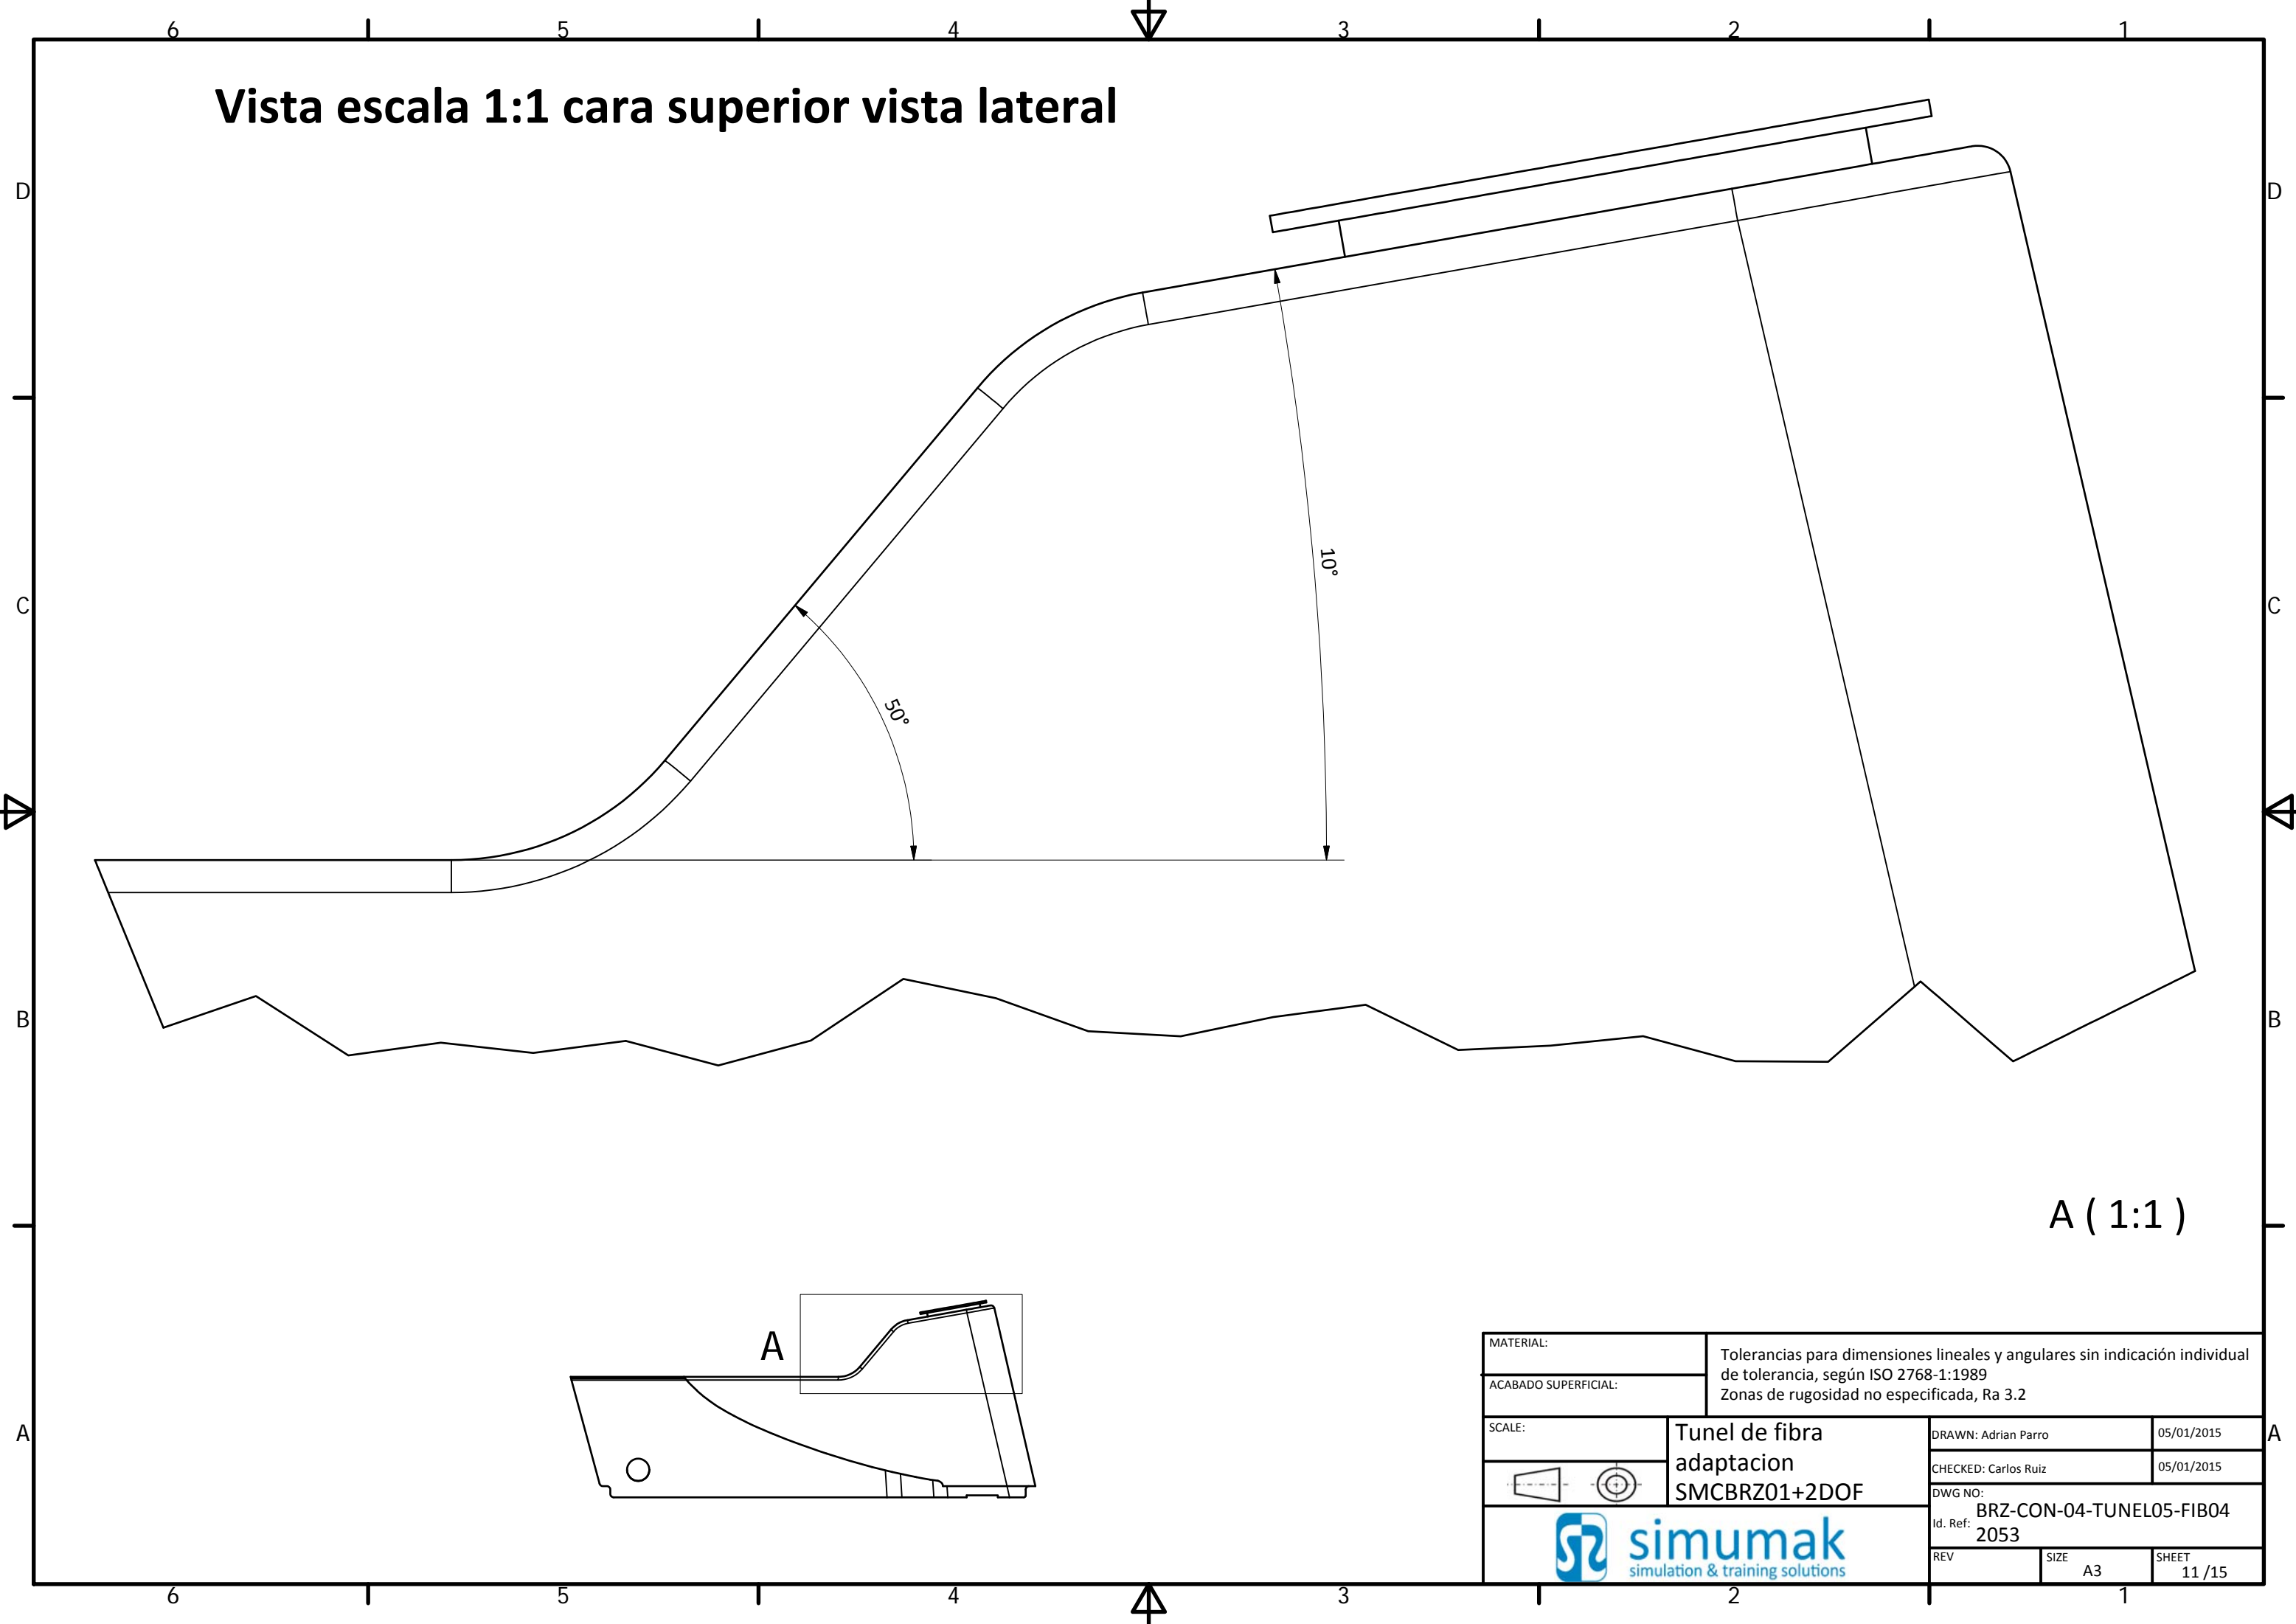 6 5 4 3 2 1
Vista escala 1:1 cara superior vista lateral
D D
10°
C C
50°
B B
A ( 1:1 )
A
MATERIAL:
ACABADO SUPERFICIAL:
Tolerancias para dimensiones lineales y angulares sin indicación individual
de tolerancia, según ISO 2768-1:1989
Zonas de rugosidad no especificada, Ra 3.2
A A
SCALE:
Tunel de fibra
adaptacion
SMCBRZ01+2DOF
DRAWN: Adrian Parro 05/01/2015
CHECKED: Carlos Ruiz 05/01/2015
DWG NO:
BRZ-CON-04-TUNEL05-FIB04
Id. Ref: 2053
simumak
simulation & training solutions
REV
SIZE
A3
SHEET
11 /15
6 5 4 3 2 1